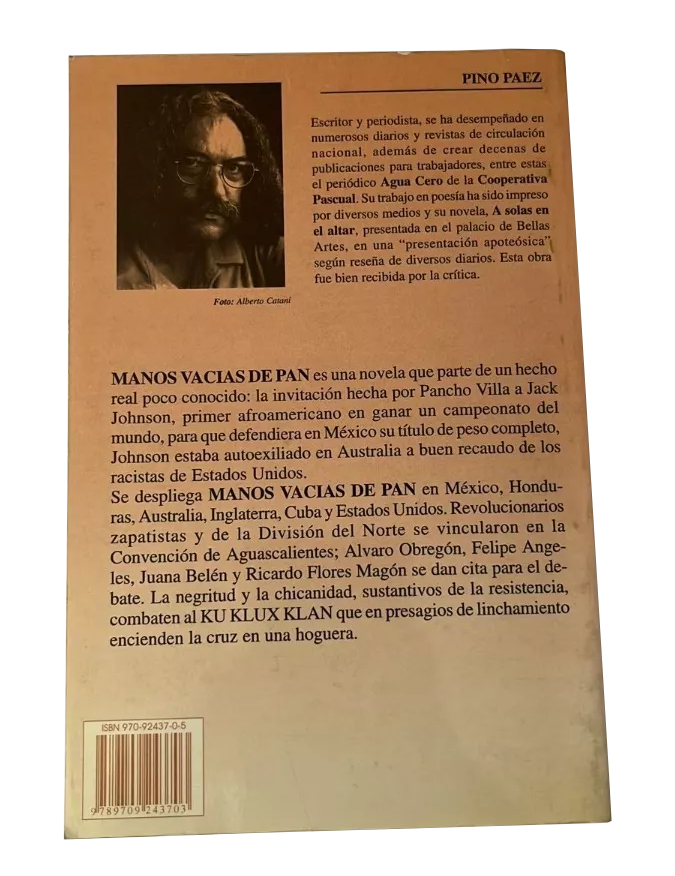 PINO PAEZ
Escritor y periodista, se ha desempeñado en
numerosos diarios y revistas de circulación
nacional, además de crear decenas de
publicaciones para trabajadores, entre estas
el periódico Agua Cero de la Cooperativa
Pascual. Su trabajo en poesía ha sido impreso
por diversos medios y su novela, A solas en
el altar, presentada en el palacio de Bellas
Artes, en una “presentación apoteósica”
según reseña de diversos diarios. Esta obra
fue bien recibida por la crítica.
Foto: Alberto Catani
MANOS VACIAS DE PAN es una novela que parte de un hecho
real poco conocido: la invitación hecha por Pancho Villa a Jack
Johnson, primer afroamericano en ganar un campeonato del
mundo, para que defendiera en México su título de peso completo,
Johnson estaba autoexiliado en Australia a buen recaudo de los
racistas de Estados Unidos.
Se despliega MANOS VACIAS DE PAN en México, Hondu-
ras, Australia, Inglaterra, Cuba y Estados Unidos. Revolucionarios
zapatistas y de la División del Norte se vincularon en la
Convención de Aguascalientes; Alvaro Obregón, Felipe Ange-
les, Juana Belén y Ricardo Flores Magón se dan cita para el de-
bate. La negritud y la chicanidad, sustantivos de la resistencia,
combaten al KU KLUX KLAN que en presagios de linchamiento
encienden la cruz en una hoguera.
ISBN 970-92437-0-5
9789709243703